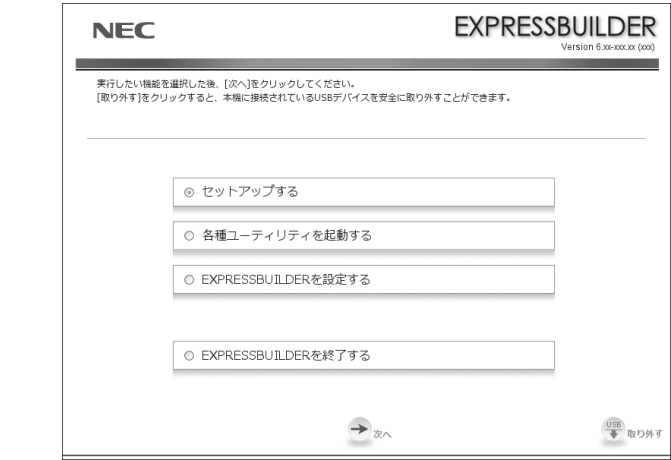 NEC
EXPRESSBUILDER
Version 6.xx-xxx.xx (xxx)
実行したい機能を選択した後、[次へ]をクリックしてください。
[取り外す]をクリックすると、本機に接続されているUSBデバイスを安全に取り外すことができます。
セットアップする
各種ユーティリティを起動する
EXPRESSBUILDERを設定する
EXPRESSBUILDERを終了する
次へ
USB
取り外す